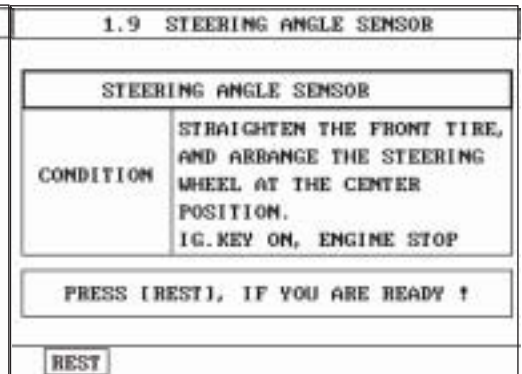 1.9 STEERING ANGLE SENSOR
STEERING ANGLE SENSOR
CONDITION
STRAIGHTEN THE FRONT TIRE,
AND ARRANGE THE STEERING
WHEEL AT THE CENTER
POSITION.
IG.KEY ON, ENGINE STOP
PRESS [REST], IF YOU ARE READY !
REST